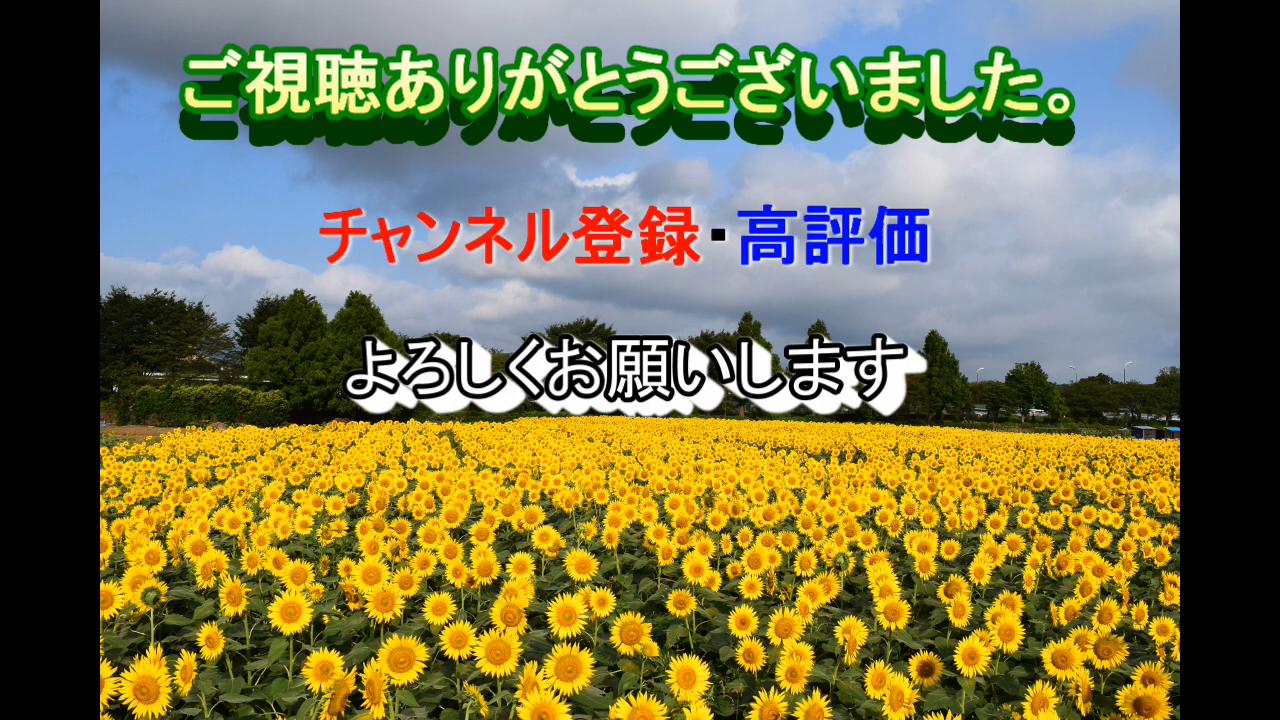 ご視聴ありがとうございました。
チャンネル登録・高評価
よろしくお願いします